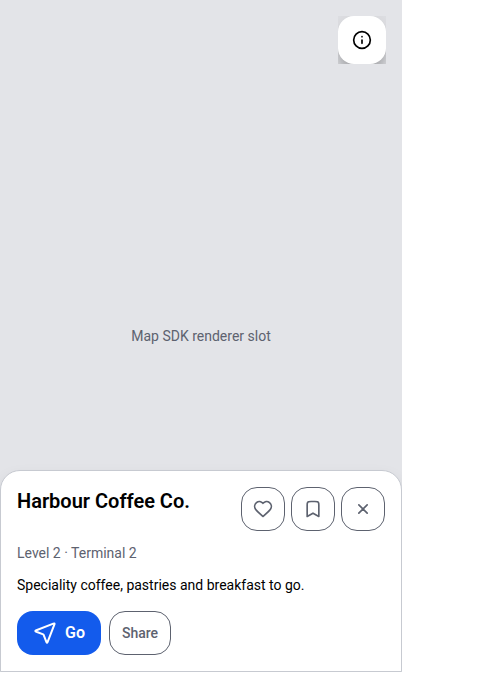 Map SDK renderer slot
Harbour Coffee Co.
Level 2 · Terminal 2
Speciality coffee, pastries and breakfast to go.
Go
Share